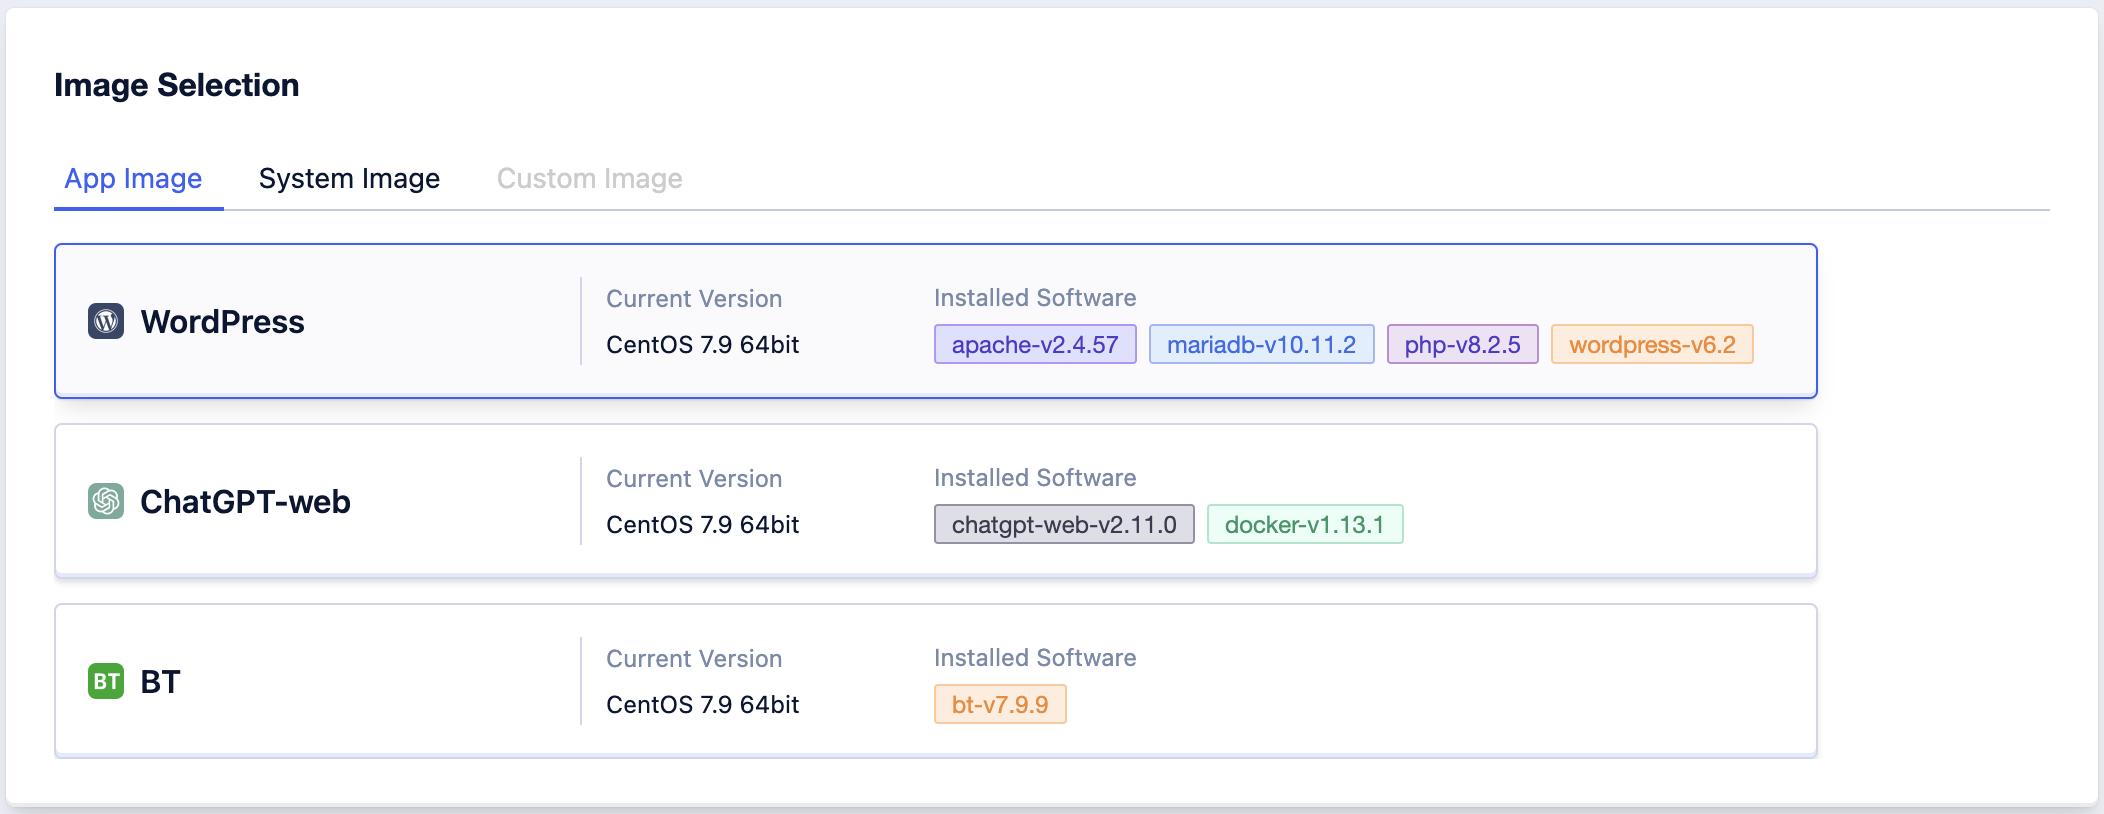 Image Selection
App Image System Image Custom Image
WordPress
Current Version
CentOS 7.9 64bit
Installed Software
apache-v2.4.57 mariadb-v10.11.2 php-v8.2.5 wordpress-v6.2
ChatGPT-web
Current Version
CentOS 7.9 64bit
Installed Software
chatgpt-web-v2.11.0 docker-v1.13.1
BT BT
Current Version
CentOS 7.9 64bit
Installed Software
bt-v7.9.9